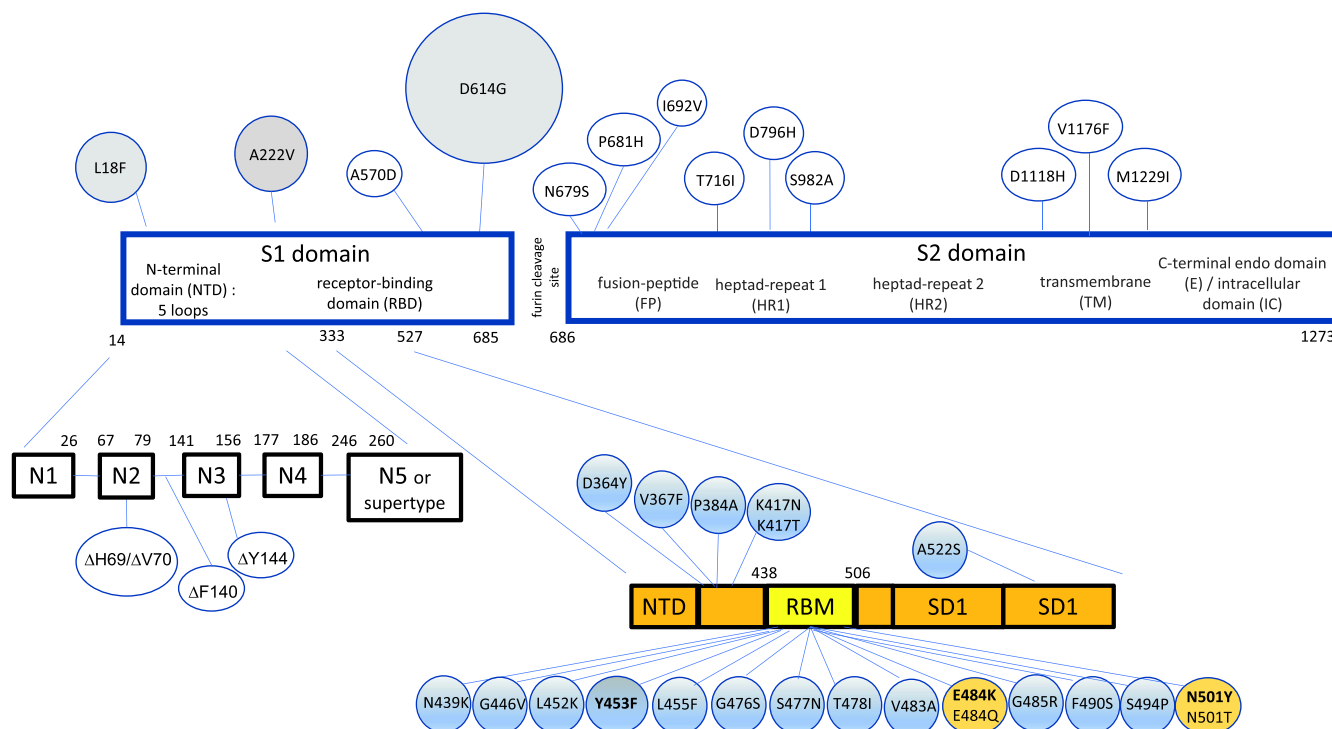 D614G
I692V
L18F
A222V
A570D
P681H
N679S
T716I
D796H
S982A
V1176F
D1118H
M1229I
S1 domain
N-terminal
domain (NTD) :
5 loops
receptor-binding
domain (RBD)
furin cleavage
site
S2 domain
fusion-peptide
(FP)
heptad-repeat 1
(HR1)
heptad-repeat 2
(HR2)
transmembrane
(TM)
C-terminal endo domain
(E) / intracellular
domain (IC)
14
333
527
685
686
1273
26
67
79
141
156
177
186
246
260
N1
N2
N3
N4
N5 or
supertype
ΔH69/ΔV70
ΔF140
ΔY144
D364Y
V367F
P384A
K417N
K417T
A522S
438
506
NTD
RBM
SD1
SD1
N439K
G446V
L452K
Y453F
L455F
G476S
S477N
T478I
V483A
E484K
E484Q
G485R
F490S
S494P
N501Y
N501T